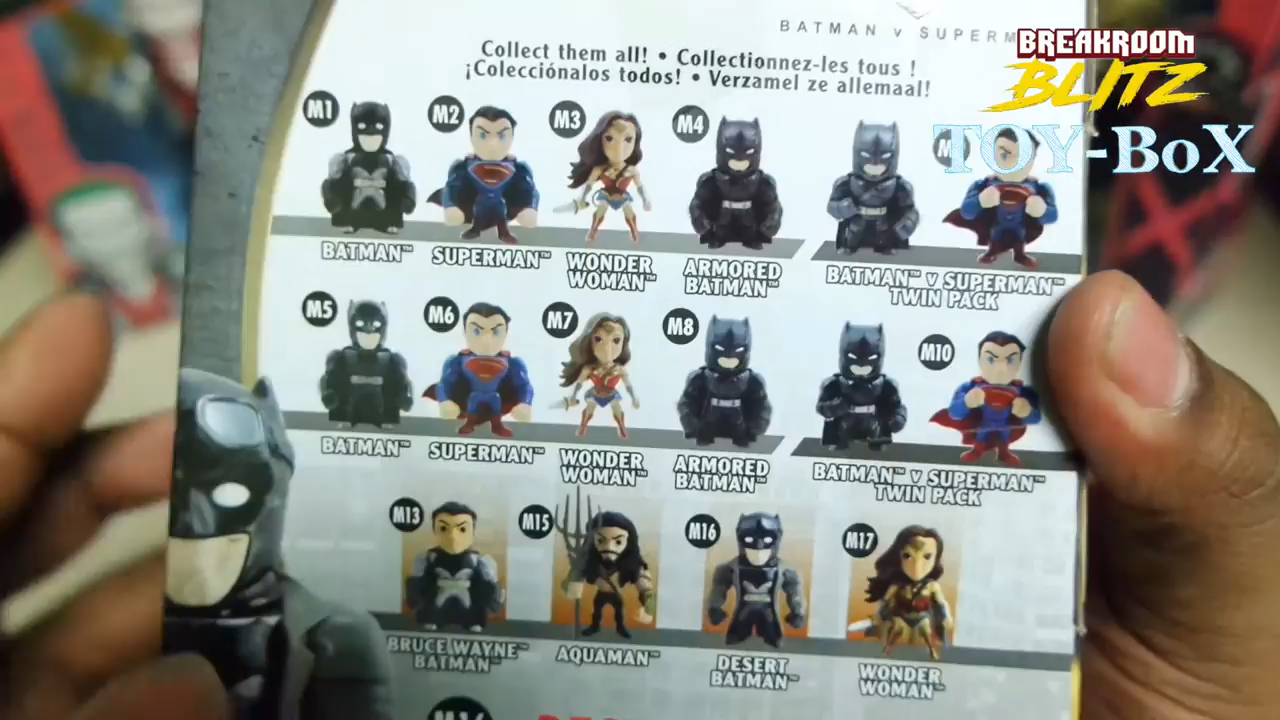 BATMAN v SUPERM
BREAKROOM
BLITZ
TOY-BoX
Collect them all! • Collectionnez-les tous !
¡Colecciónalos todos! • Verzamel ze allemaal!
M1 M2 M3 M4
BATMAN™ SUPERMAN™ WONDER WOMAN™ ARMORED BATMAN™ BATMAN™ v SUPERMAN™ TWIN PACK
M5 M6 M7 M8 M10
BATMAN™ SUPERMAN™ WONDER WOMAN™ ARMORED BATMAN™ BATMAN™ v SUPERMAN™ TWIN PACK
M13 M15 M16 M17
BRUCE WAYNE™ BATMAN™ AQUAMAN™ DESERT BATMAN™ WONDER WOMAN™